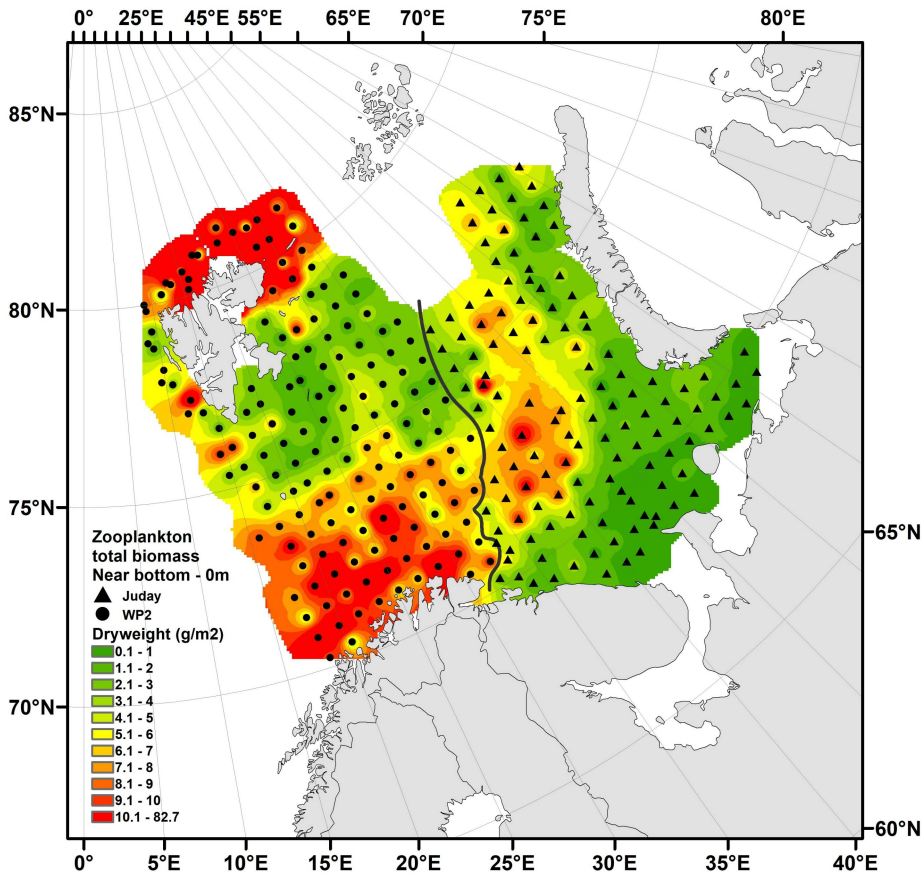 0° 25°E 45°E 55°E 65°E 70°E 75°E 80°E
85°N
80°N
75°N
70°N
65°N
60°N
Zooplankton
total biomass
Near bottom - 0m
Juday
WP2
Dryweight (g/m2)
0.1 - 1
1.1 - 2
2.1 - 3
3.1 - 4
4.1 - 5
5.1 - 6
6.1 - 7
7.1 - 8
8.1 - 9
9.1 - 10
10.1 - 82.7
0° 5°E 10°E 15°E 20°E 25°E 30°E 35°E 40°E